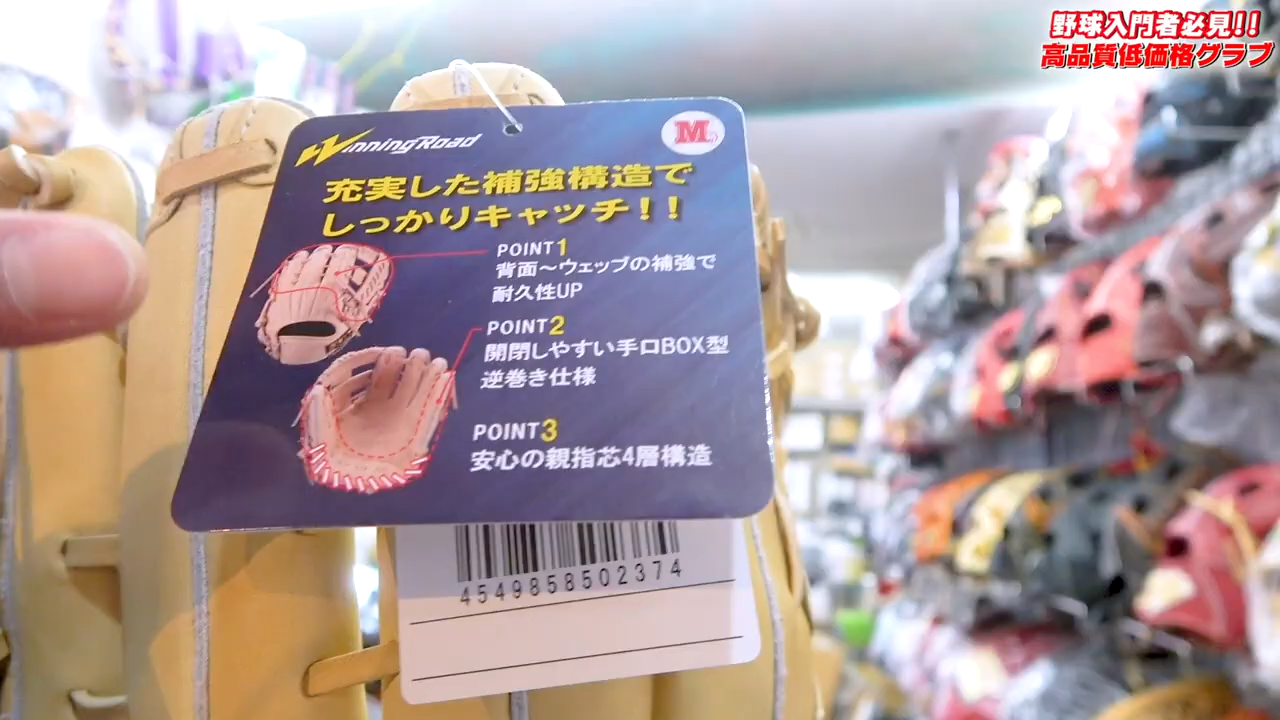 野球入門者必見!!
高品質低価格グラブ
Winning Road
M
充実した補強構造で
しっかりキャッチ!!
POINT1
背面～ウェッブの補強で
耐久性UP
POINT2
開閉しやすい手口BOX型
逆巻き仕様
POINT3
安心の親指芯4層構造
4549858502374